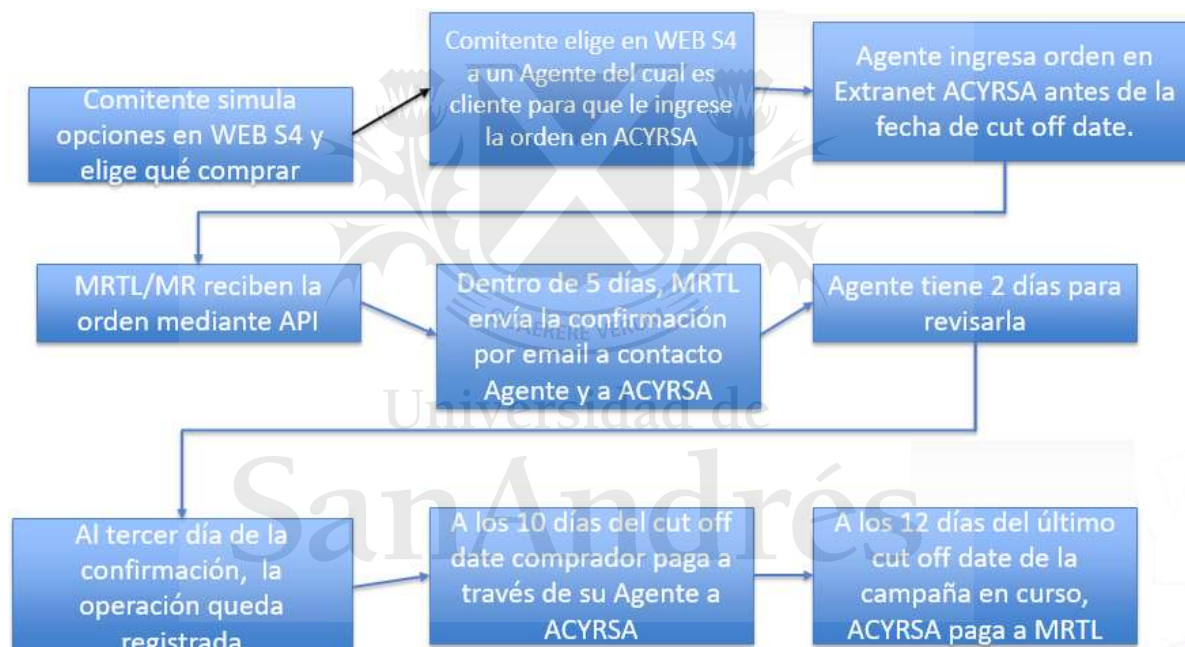 Comitente simula
opciones en WEB S4 y
elige qué comprar
Comitente elige en WEB S4
a un Agente del cual es
cliente para que le ingrese
la orden en ACYRSA
Agente ingresa orden en
Extranet ACYRSA antes de la
fecha de cut off date.
MRTL/MR reciben la
orden mediante API
Dentro de 5 días, MRTL
envía la confirmación
por email a contacto
Agente y a ACYRSA
Agente tiene 2 días para
revisarla
Universidad de
SanAndrés
Al tercer día de la
confirmación, la
operación queda
registrada
A los 10 días del cut off
date comprador paga a
través de su Agente a
ACYRSA
A los 12 días del último
cut off date de la
campaña en curso,
ACYRSA paga a MRTL